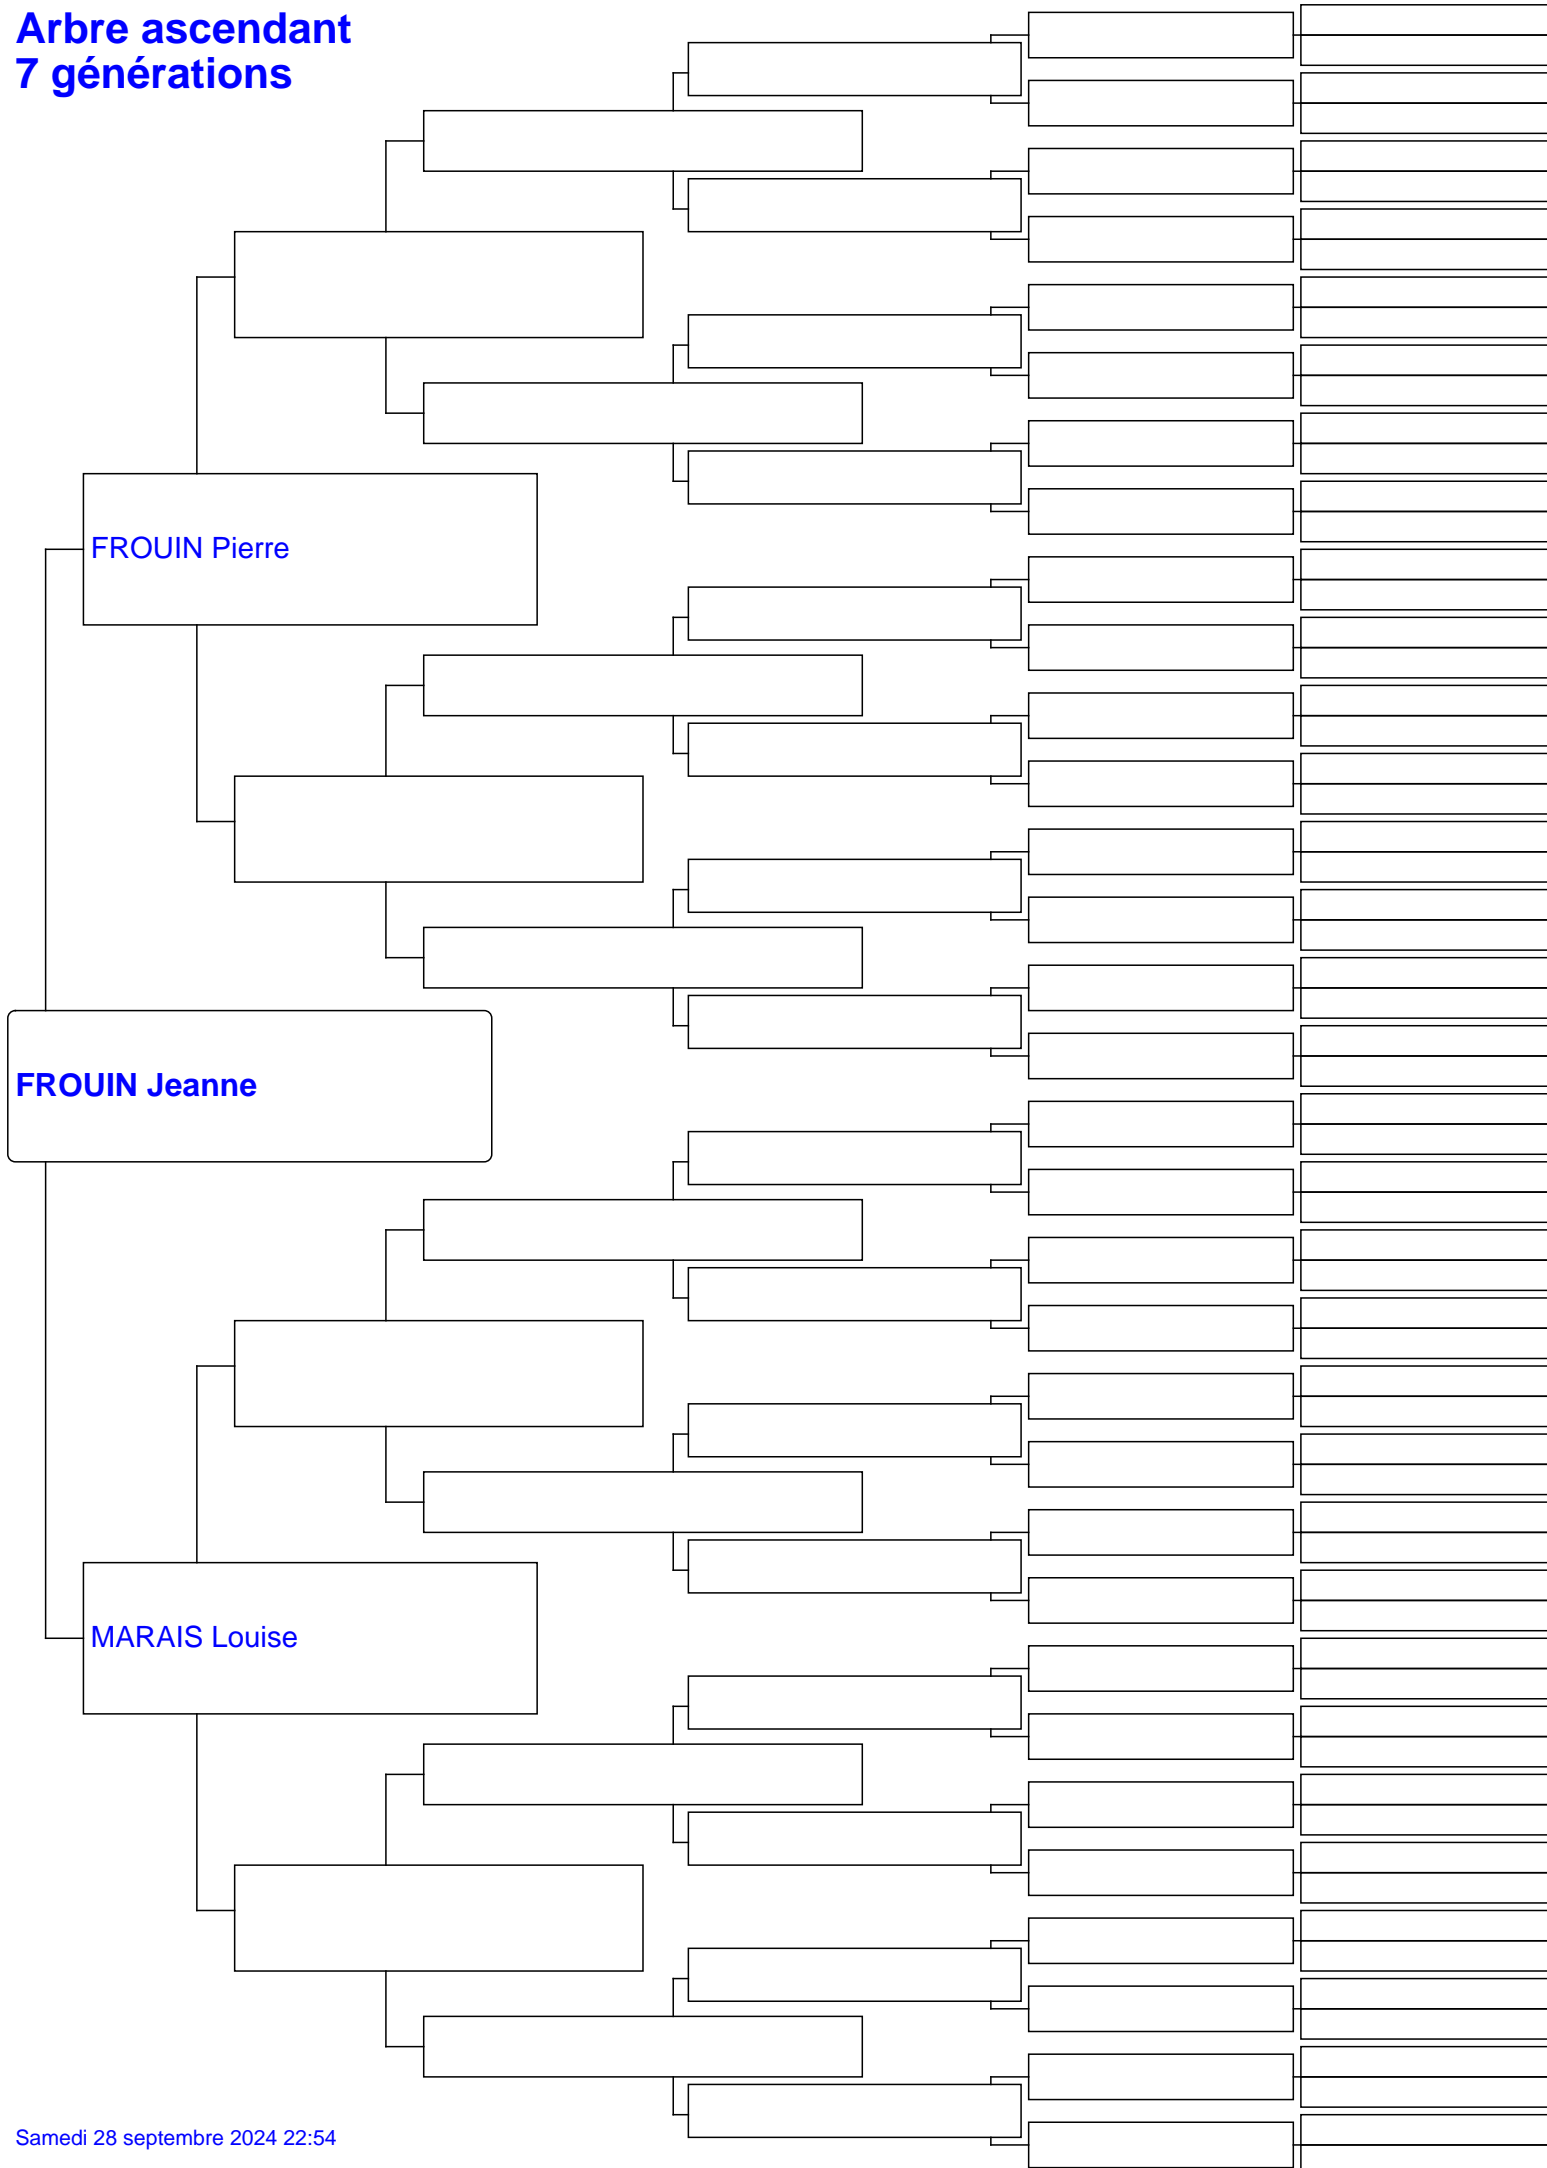 Arbre ascendant
7 générations
FROUIN Pierre
FROUIN Jeanne
MARAIS Louise
Samedi 28 septembre 2024 22:54